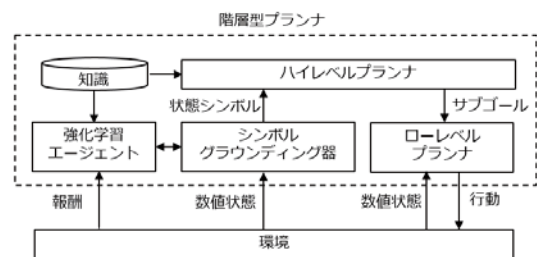 階層型プランナ
知識
ハイレベルプランナ
状態シンボル
サブゴール
強化学習
エージェント
シンボル
グラウンディング器
ローレベル
プランナ
報酬
数値状態
数値状態
行動
環境